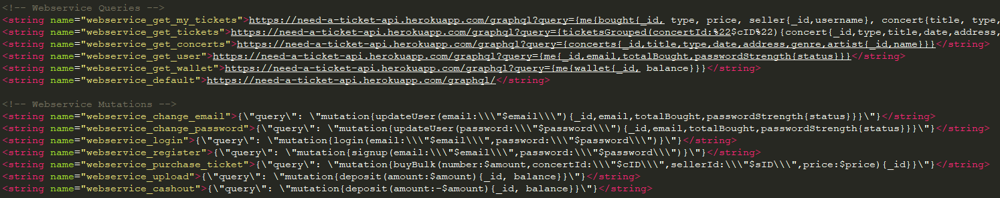 <!-- Webservice Queries -->
<string name="webservice_get_my_tickets">https://need-a-ticket-api.herokuapp.com/graphql?query={me{bought{_id, type, price, seller{_id,username}, concert{title, type,
<string name="webservice_get_tickets">https://need-a-ticket-api.herokuapp.com/graphql?query={ticketsGrouped(concertId:%22$cID%22){concert{_id,type,title,date,address,
<string name="webservice_get_concerts">https://need-a-ticket-api.herokuapp.com/graphql?query={concerts{_id,title,type,date,address,genre,artist{_id,name}}}</string>
<string name="webservice_get_user">https://need-a-ticket-api.herokuapp.com/graphql?query={me{_id,email,totalBought,passwordStrength{status}}}</string>
<string name="webservice_get_wallet">https://need-a-ticket-api.herokuapp.com/graphql?query={me{wallet{_id, balance}}}</string>
<string name="webservice_default">https://need-a-ticket-api.herokuapp.com/graphql/</string>
<!-- Webservice Mutations -->
<string name="webservice_change_email">{\"query\": \"mutation{updateUser(email:\\\"$email\\\"){_id,email,totalBought,passwordStrength{status}}}\"}</string>
<string name="webservice_change_password">{\"query\": \"mutation{updateUser(password:\\\"$password\\\"){_id,email,totalBought,passwordStrength{status}}}\"}</string>
<string name="webservice_login">{\"query\": \"mutation{login(email:\\\"$email\\\",password:\\\"$password\\\")}\"}</string>
<string name="webservice_register">{\"query\": \"mutation{signup(email:\\\"$email\\\",password:\\\"$password\\\")}\"}</string>
<string name="webservice_purchase_ticket">{\"query\": \"mutation{buyBulk(number:$amount,concertId:\\\"$cID\\\",sellerId:\\\"$sID\\\",price:$price){_id}}\"}</string>
<string name="webservice_upload">{\"query\": \"mutation{deposit(amount:$amount){_id, balance}}\"}</string>
<string name="webservice_cashout">{\"query\": \"mutation{deposit(amount:-$amount){_id, balance}}\"}</string>